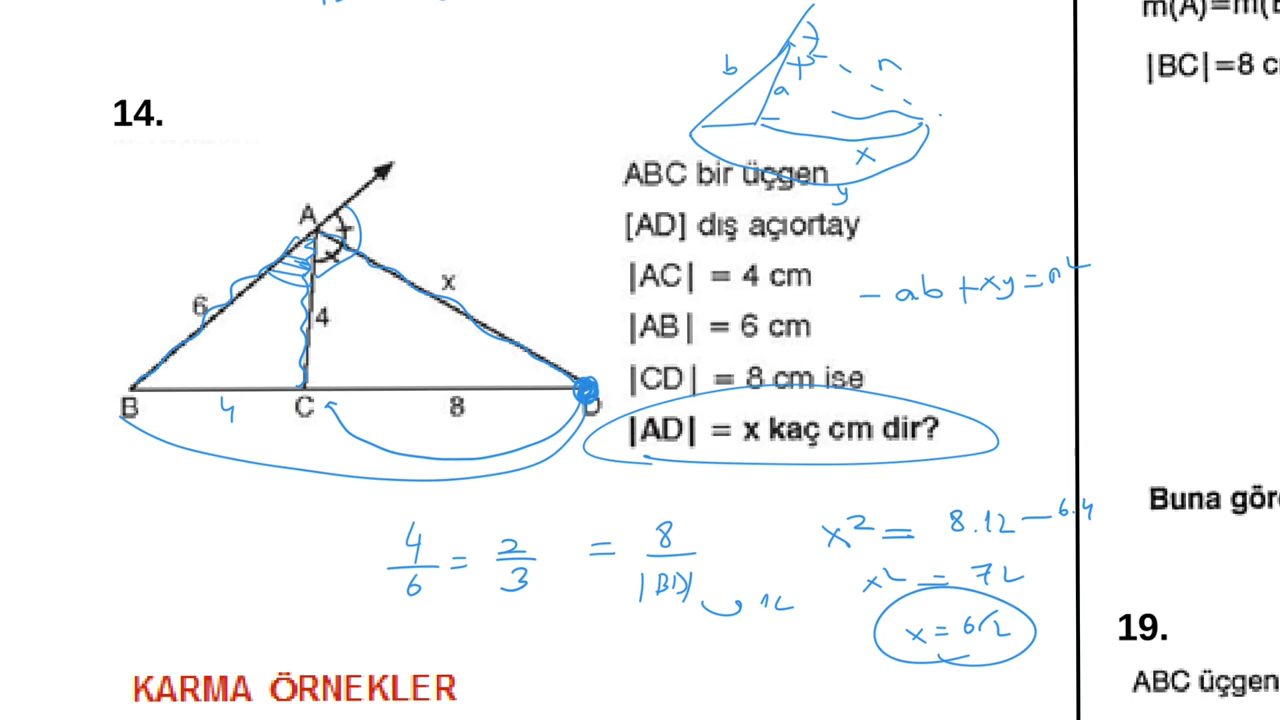 m(A)=m(B
|BC|=8 c
14.
b
n
a
x
y
ABC bir üçgen
[AD] dış açıortay
|AC| = 4 cm
|AB| = 6 cm
|CD| = 8 cm ise
|AD| = x kaç cm dir?
- ab + xy = n²
A
6
4
x
B
4
C
8
D
4/6 = 2/3 = 8/|BD| 12
x² = 8.12 - 6.4
x² = 72
x = 6√2
Buna göre
19.
ABC üçgen
KARMA ÖRNEKLER